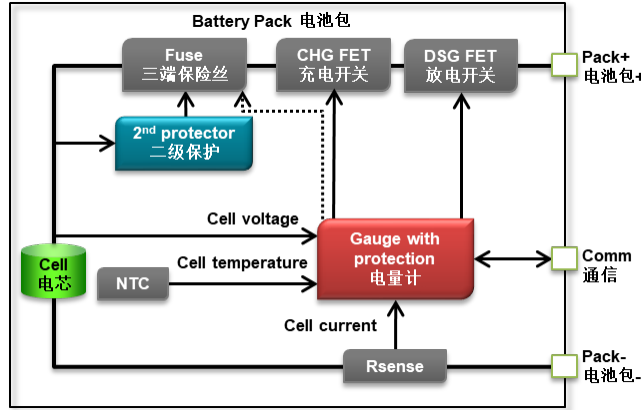 Battery Pack 电池包
Fuse
三端保险丝
CHG FET
充电开关
DSG FET
放电开关
Pack+
电池包+
2nd protector
二级保护
Cell voltage
Gauge with
protection
电量计
Cell
电芯
Cell temperature
NTC
Comm
通信
Cell current
Rsense
Pack-
电池包-